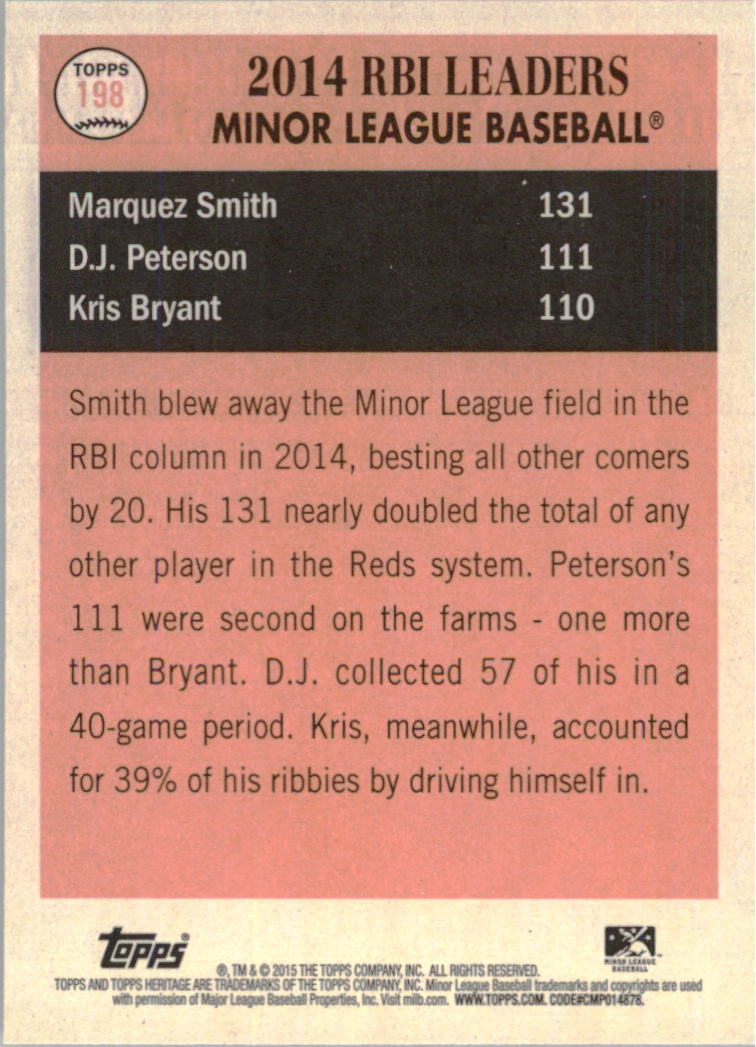 TOPPS
198
2014 RBI LEADERS
MINOR LEAGUE BASEBALL®
Marquez Smith 131
D.J. Peterson 111
Kris Bryant 110
Smith blew away the Minor League field in the
RBI column in 2014, besting all other comers
by 20. His 131 nearly doubled the total of any
other player in the Reds system. Peterson's
111 were second on the farms - one more
than Bryant. D.J. collected 57 of his in a
40-game period. Kris, meanwhile, accounted
for 39% of his ribbies by driving himself in.
Topps®
MINOR LEAGUE
BASEBALL™
®, TM & © 2015 THE TOPPS COMPANY, INC. ALL RIGHTS RESERVED.
TOPPS AND TOPPS HERITAGE ARE TRADEMARKS OF THE TOPPS COMPANY, INC. Minor League Baseball trademarks and copyrights are used
with permission of Major League Baseball Properties, Inc. Visit milb.com. WWW.TOPPS.COM. CODE#CMP014878.